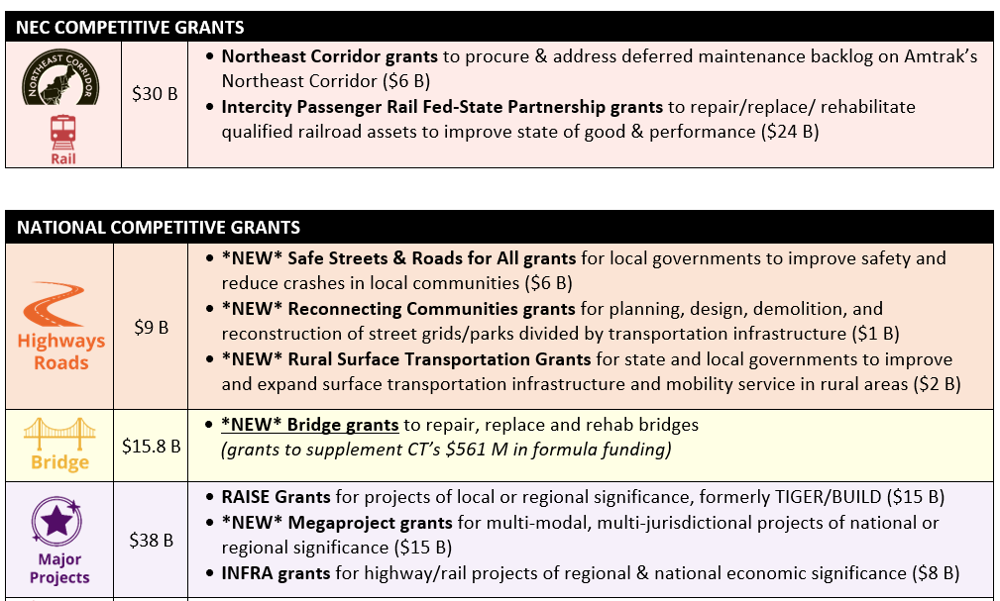 NEC COMPETITIVE GRANTS
NORTHEAST CORRIDOR
Rail
$30 B
• Northeast Corridor grants to procure & address deferred maintenance backlog on Amtrak's
Northeast Corridor ($6 B)
• Intercity Passenger Rail Fed-State Partnership grants to repair/replace/ rehabilitate
qualified railroad assets to improve state of good & performance ($24 B)
NATIONAL COMPETITIVE GRANTS
Highways
Roads
$9 B
• *NEW* Safe Streets & Roads for All grants for local governments to improve safety and
reduce crashes in local communities ($6 B)
• *NEW* Reconnecting Communities grants for planning, design, demolition, and
reconstruction of street grids/parks divided by transportation infrastructure ($1 B)
• *NEW* Rural Surface Transportation Grants for state and local governments to improve
and expand surface transportation infrastructure and mobility service in rural areas ($2 B)
Bridge
$15.8 B
• *NEW* Bridge grants to repair, replace and rehab bridges
(grants to supplement CT's $561 M in formula funding)
Major
Projects
$38 B
• RAISE Grants for projects of local or regional significance, formerly TIGER/BUILD ($15 B)
• *NEW* Megaproject grants for multi-modal, multi-jurisdictional projects of national or
regional significance ($15 B)
• INFRA grants for highway/rail projects of regional & national economic significance ($8 B)